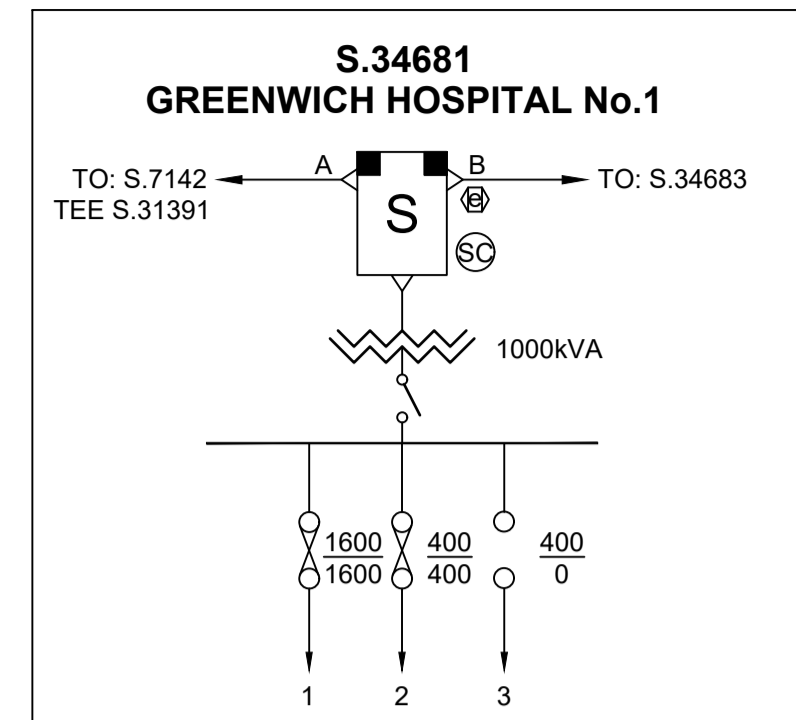 S.34681
GREENWICH HOSPITAL No.1
A
B
TO: S.7142
TEE S.31391
TO: S.34683
e
S
SC
1000kVA
1600
1600
400
400
400
0
1
2
3